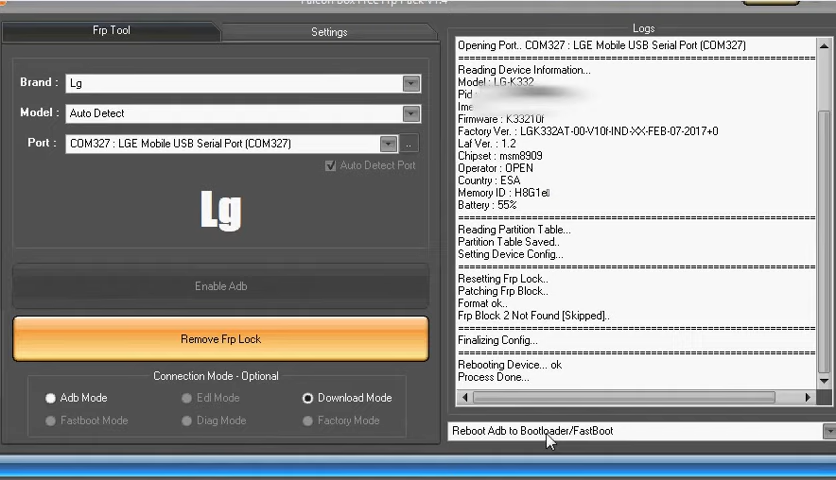 Falcon Box Free Frp Pack V1.4
Frp Tool
Settings
Brand :
Lg
Model :
Auto Detect
Port :
COM327 : LGE Mobile USB Serial Port (COM327)
..
Auto Detect Port
Lg
Enable Adb
Remove Frp Lock
Connection Mode - Optional
Adb Mode
Edl Mode
Download Mode
Fastboot Mode
Diag Mode
Factory Mode
Logs
Opening Port.. COM327 : LGE Mobile USB Serial Port (COM327)
Reading Device Information...
Model : LG-K332
Pid
Ime
Firmware : K33210f
Factory Ver. : LGK332AT-00-V10f-IND-XX-FEB-07-2017+0
Laf Ver. : 1.2
Chipset : msm8909
Operator : OPEN
Country : ESA
Memory ID : H8G1e
Battery : 55%
Reading Partition Table...
Partition Table Saved..
Setting Device Config...
Resetting Frp Lock..
Patching Frp Block..
Format ok..
Frp Block 2 Not Found [Skipped]..
Finalizing Config...
Rebooting Device... ok
Process Done...
Reboot Adb to Bootloader/FastBoot